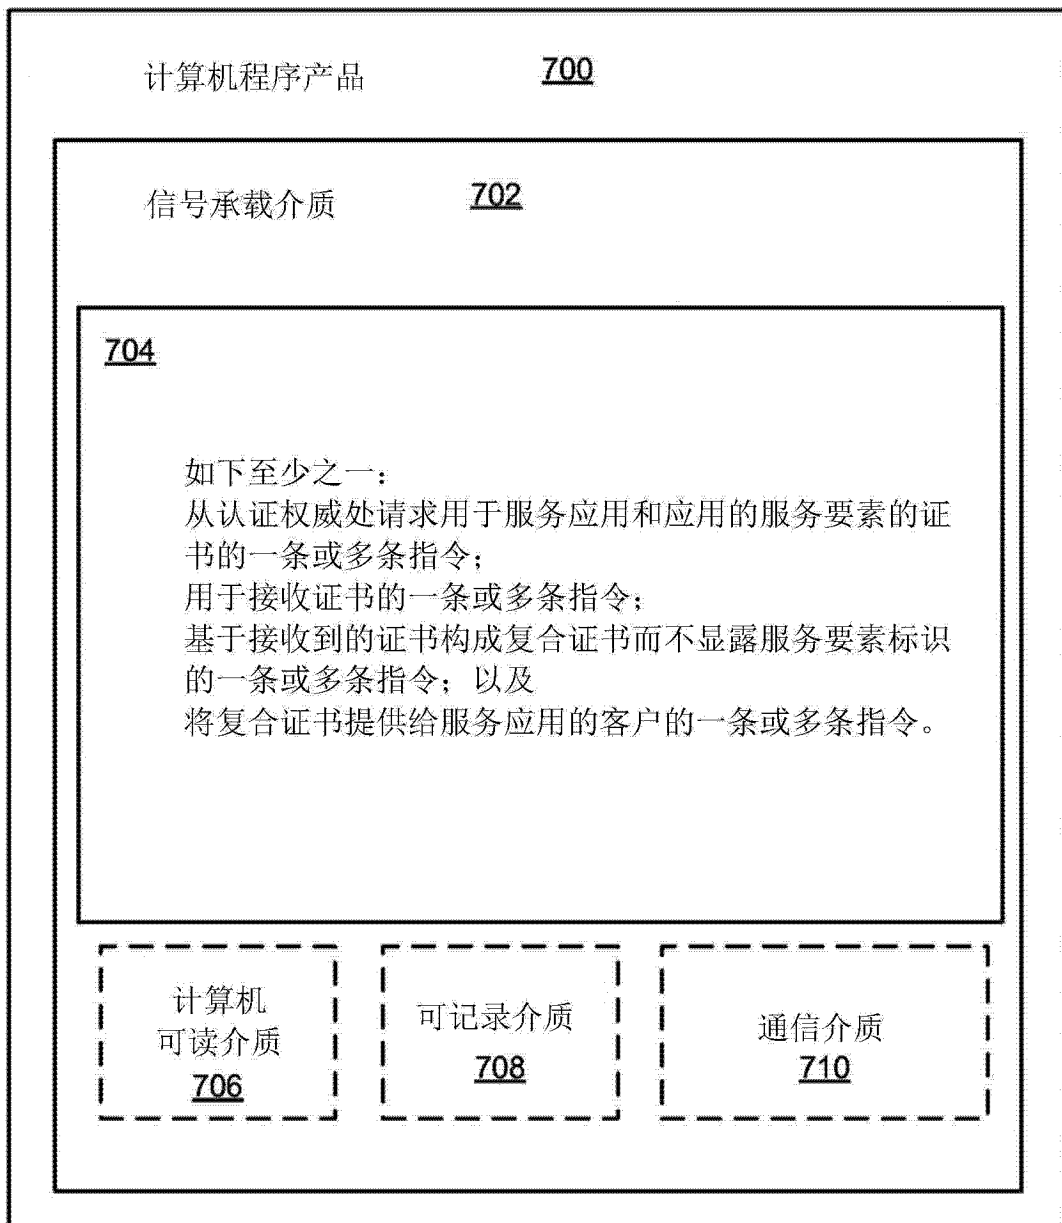 计算机程序产品 700
信号承载介质 702
704
如下至少之一：
从认证权威处请求用于服务应用和应用的服务要素的证
书的一条或多条指令；
用于接收证书的一条或多条指令；
基于接收到的证书构成复合证书而不显露服务要素标识
的一条或多条指令；以及
将复合证书提供给服务应用的客户的一条或多条指令。
计算机
可读介质
706
可记录介质
708
通信介质
710